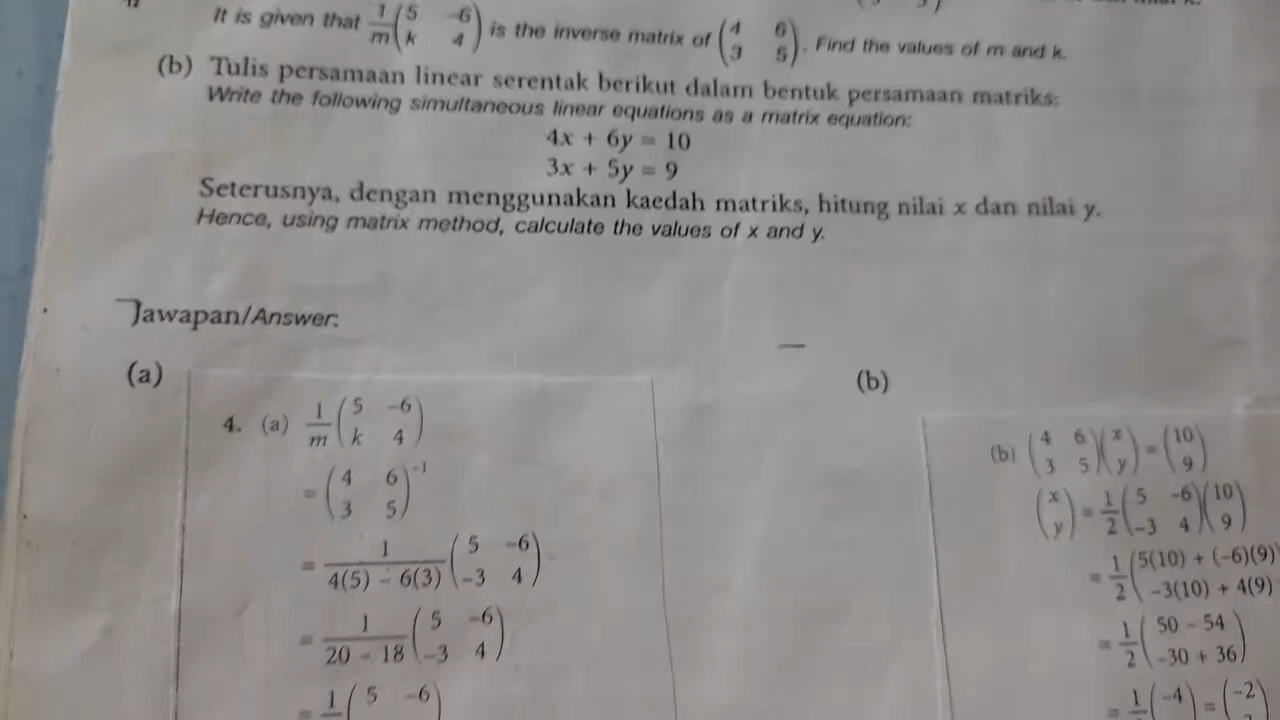 It is given that 1/m (5 -6 k 4) is the inverse matrix of (4 6 3 5). Find the values of m and k.
(b) Tulis persamaan linear serentak berikut dalam bentuk persamaan matriks:
Write the following simultaneous linear equations as a matrix equation:
4x + 6y = 10
3x + 5y = 9
Seterusnya, dengan menggunakan kaedah matriks, hitung nilai x dan nilai y.
Hence, using matrix method, calculate the values of x and y.
Jawapan/Answer:
(a)
4. (a) 1/m (5 -6 k 4)
= (4 6 3 5)^-1
= 1/(4(5) - 6(3)) (5 -6 -3 4)
= 1/(20 - 18) (5 -6 -3 4)
= 1 (5 -6)
(b)
(b) (4 6 3 5)(x y) = (10 9)
(x y) = 1/2 (5 -6 -3 4)(10 9)
= 1/2 (5(10) + (-6)(9) -3(10) + 4(9)
= 1/2 (50 - 54 -30 + 36)
= 1 (-4) = (-2)